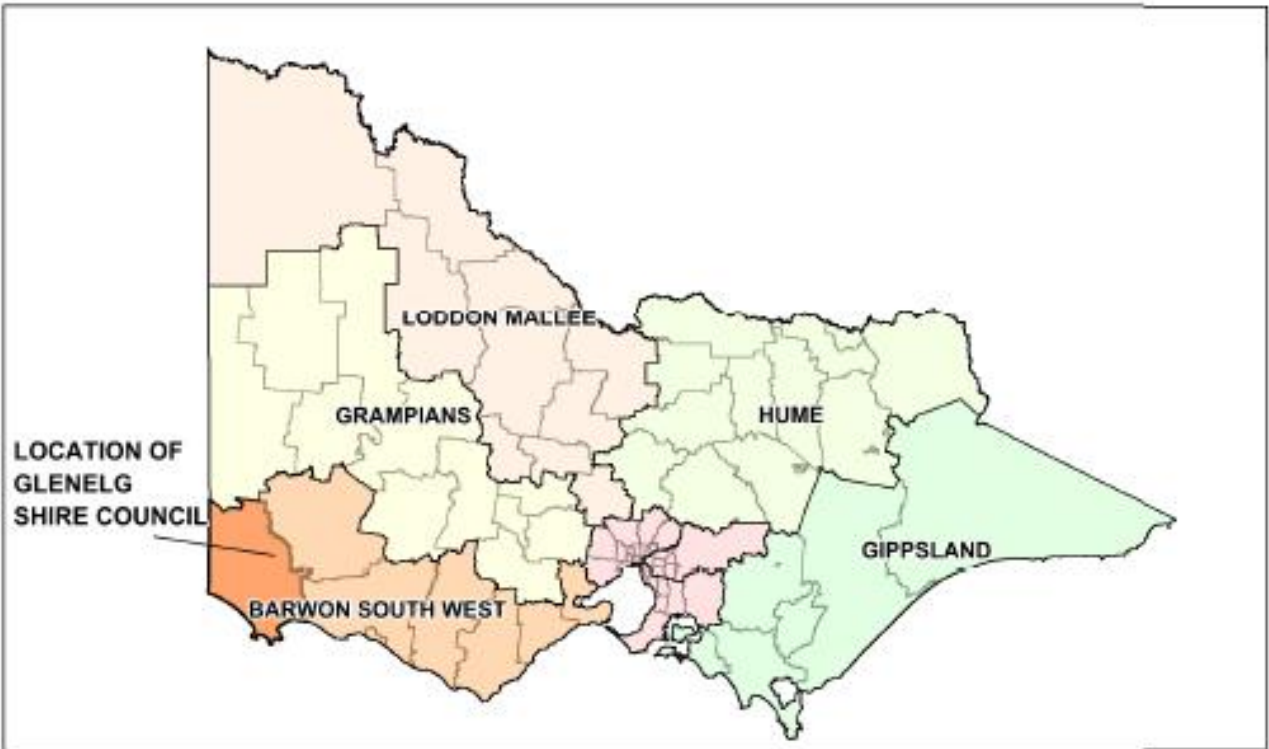 LODDON MALLEE
GRAMPIANS
HUME
LOCATION OF
GLENELG
SHIRE COUNCIL
GIPPSLAND
BARWON SOUTH WEST